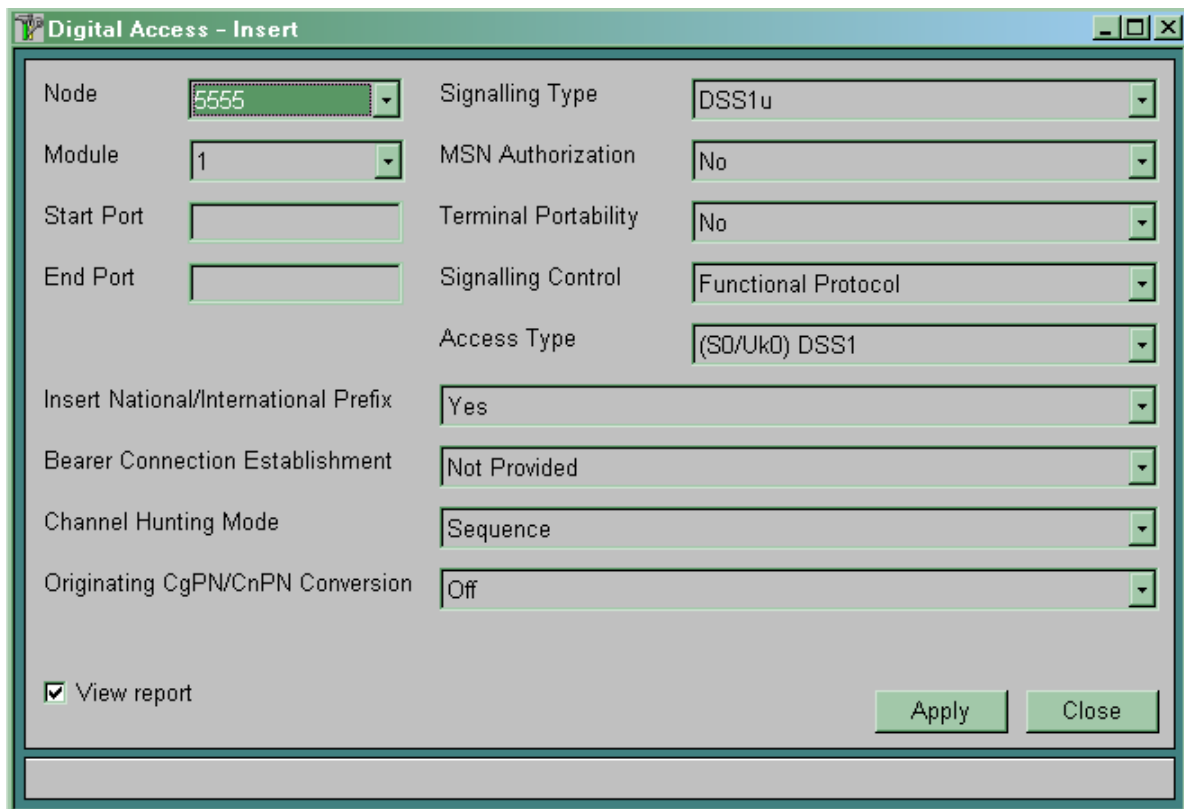 Digital Access - Insert
Node 5555 Signalling Type DSS1u
Module 1 MSN Authorization No
Start Port Terminal Portability No
End Port Signalling Control Functional Protocol
Access Type (S0/Uk0) DSS1
Insert National/International Prefix Yes
Bearer Connection Establishment Not Provided
Channel Hunting Mode Sequence
Originating CgPN/CnPN Conversion Off
View report Apply Close